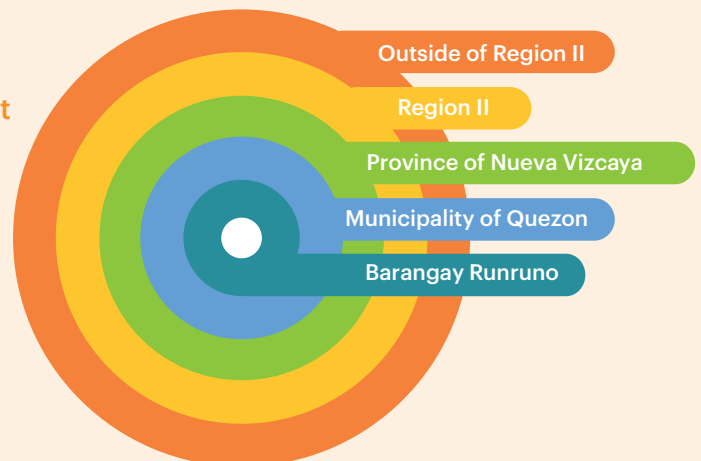 Outside of Region II
Region II
t
Province of Nueva Vizcaya
Municipality of Quezon
Barangay Runruno